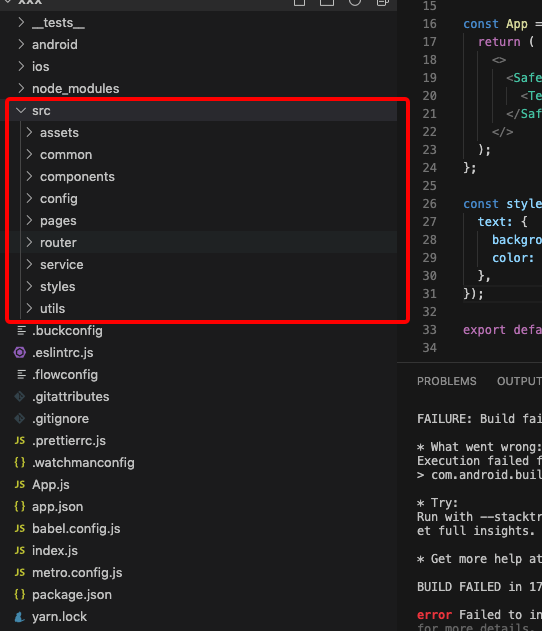 xxx
__tests__
android
ios
node_modules
src
assets
common
components
config
pages
router
service
styles
utils
.buckconfig
.eslintrc.js
.flowconfig
.gitattributes
.gitignore
JS .prettierrc.js
{} .watchmanconfig
JS App.js
{} app.json
JS babel.config.js
JS index.js
JS metro.config.js
{} package.json
yarn.lock
15
16 const App =
17 return (
18 <>
19 <Safe
20 <Te
21 </Saf
22 </>
23 );
24 };
25
26 const style
27 text: {
28 backgro
29 color:
30 },
31 });
32
33 export defa
34
PROBLEMS OUTPUT
FAILURE: Build fai
* What went wrong:
Execution failed f
> com.android.buil
* Try:
Run with --stacktr
et full insights.
* Get more help at
BUILD FAILED in 17
error Failed to in
for more details.